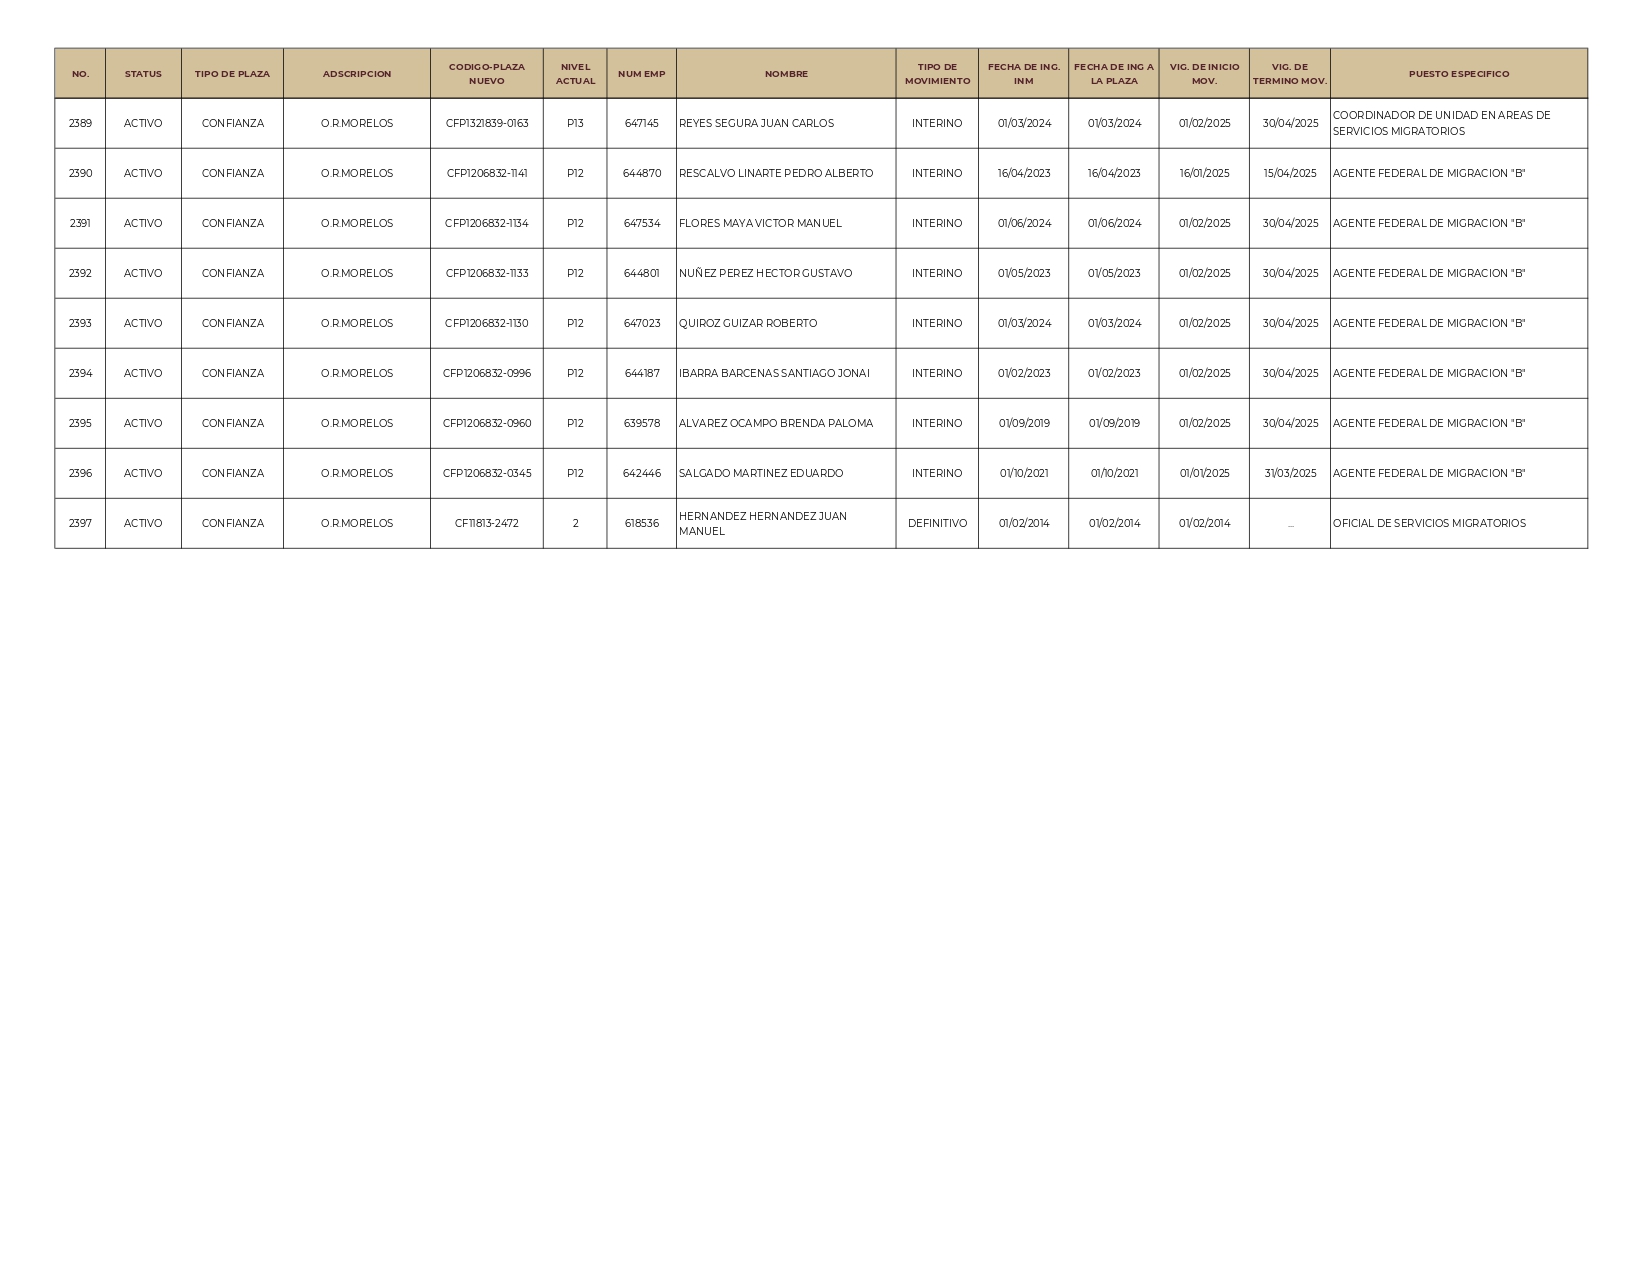 NO. STATUS TIPO DE PLAZA ADSCRIPCION CODIGO-PLAZA NUEVO NIVEL ACTUAL NUM EMP NOMBRE TIPO DE MOVIMIENTO FECHA DE ING. INM FECHA DE ING A LA PLAZA VIG. DE INICIO MOV. VIG. DE TERMINO MOV. PUESTO ESPECIFICO
2389 ACTIVO CONFIANZA O.R.MORELOS CFP1321839-0163 P13 647145 REYES SEGURA JUAN CARLOS INTERINO 01/03/2024 01/03/2024 01/02/2025 30/04/2025 COORDINADOR DE UNIDAD EN AREAS DE SERVICIOS MIGRATORIOS
2390 ACTIVO CONFIANZA O.R.MORELOS CFP1206832-1141 P12 644870 RESCALVO LINARTE PEDRO ALBERTO INTERINO 16/04/2023 16/04/2023 16/01/2025 15/04/2025 AGENTE FEDERAL DE MIGRACION "B"
2391 ACTIVO CONFIANZA O.R.MORELOS CFP1206832-1134 P12 647534 FLORES MAYA VICTOR MANUEL INTERINO 01/06/2024 01/06/2024 01/02/2025 30/04/2025 AGENTE FEDERAL DE MIGRACION "B"
2392 ACTIVO CONFIANZA O.R.MORELOS CFP1206832-1133 P12 644801 NUÑEZ PEREZ HECTOR GUSTAVO INTERINO 01/05/2023 01/05/2023 01/02/2025 30/04/2025 AGENTE FEDERAL DE MIGRACION "B"
2393 ACTIVO CONFIANZA O.R.MORELOS CFP1206832-1130 P12 647023 QUIROZ GUIZAR ROBERTO INTERINO 01/03/2024 01/03/2024 01/02/2025 30/04/2025 AGENTE FEDERAL DE MIGRACION "B"
2394 ACTIVO CONFIANZA O.R.MORELOS CFP1206832-0996 P12 644187 IBARRA BARCENAS SANTIAGO JONAI INTERINO 01/02/2023 01/02/2023 01/02/2025 30/04/2025 AGENTE FEDERAL DE MIGRACION "B"
2395 ACTIVO CONFIANZA O.R.MORELOS CFP1206832-0960 P12 639578 ALVAREZ OCAMPO BRENDA PALOMA INTERINO 01/09/2019 01/09/2019 01/02/2025 30/04/2025 AGENTE FEDERAL DE MIGRACION "B"
2396 ACTIVO CONFIANZA O.R.MORELOS CFP1206832-0345 P12 642446 SALGADO MARTINEZ EDUARDO INTERINO 01/10/2021 01/10/2021 01/01/2025 31/03/2025 AGENTE FEDERAL DE MIGRACION "B"
2397 ACTIVO CONFIANZA O.R.MORELOS CF11813-2472 2 618536 HERNANDEZ HERNANDEZ JUAN MANUEL DEFINITIVO 01/02/2014 01/02/2014 01/02/2014 ... OFICIAL DE SERVICIOS MIGRATORIOS